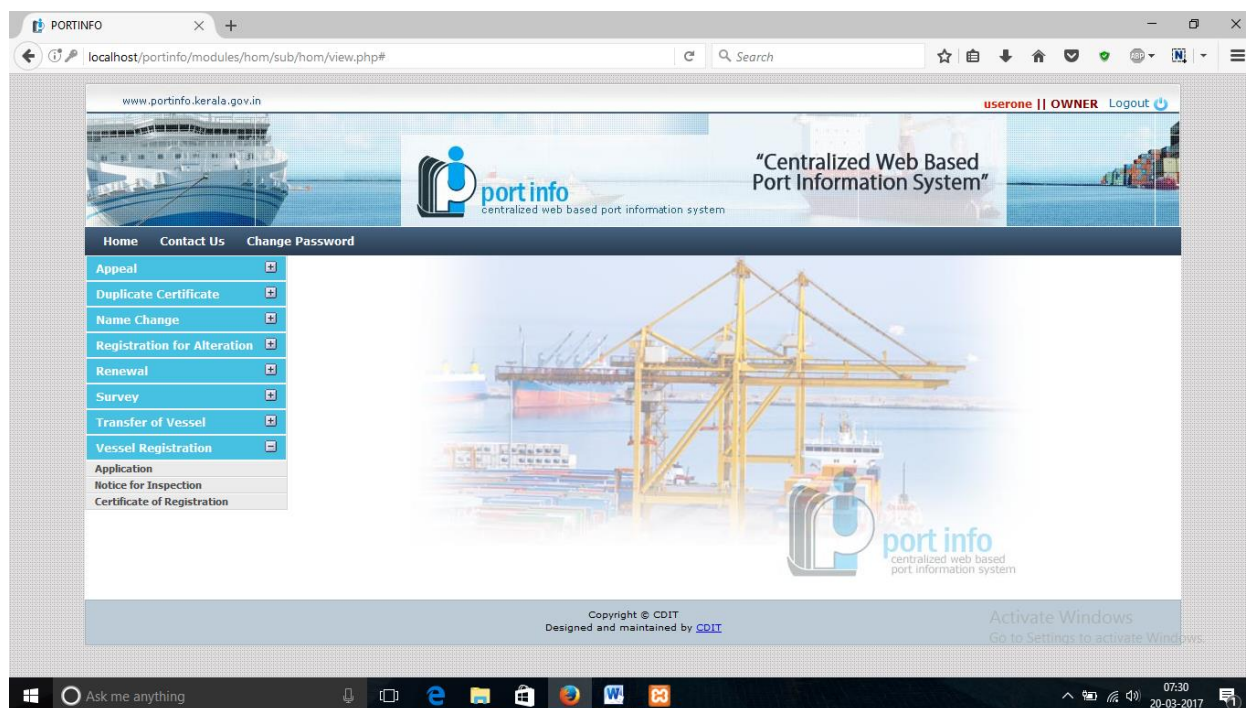 PORTINFO
localhost/portinfo/modules/hom/sub/hom/view.php#
Search
www.portinfo.kerala.gov.in
userone || OWNER Logout
port info
centralized web based port information system
"Centralized Web Based
Port Information System"
Home Contact Us Change Password
Appeal
Duplicate Certificate
Name Change
Registration for Alteration
Renewal
Survey
Transfer of Vessel
Vessel Registration
Application
Notice for Inspection
Certificate of Registration
port info
centralized web based
port information system
Copyright © CDIT
Designed and maintained by CDIT
Activate Windows
Go to Settings to activate Windows.
Ask me anything
07:30
20-03-2017